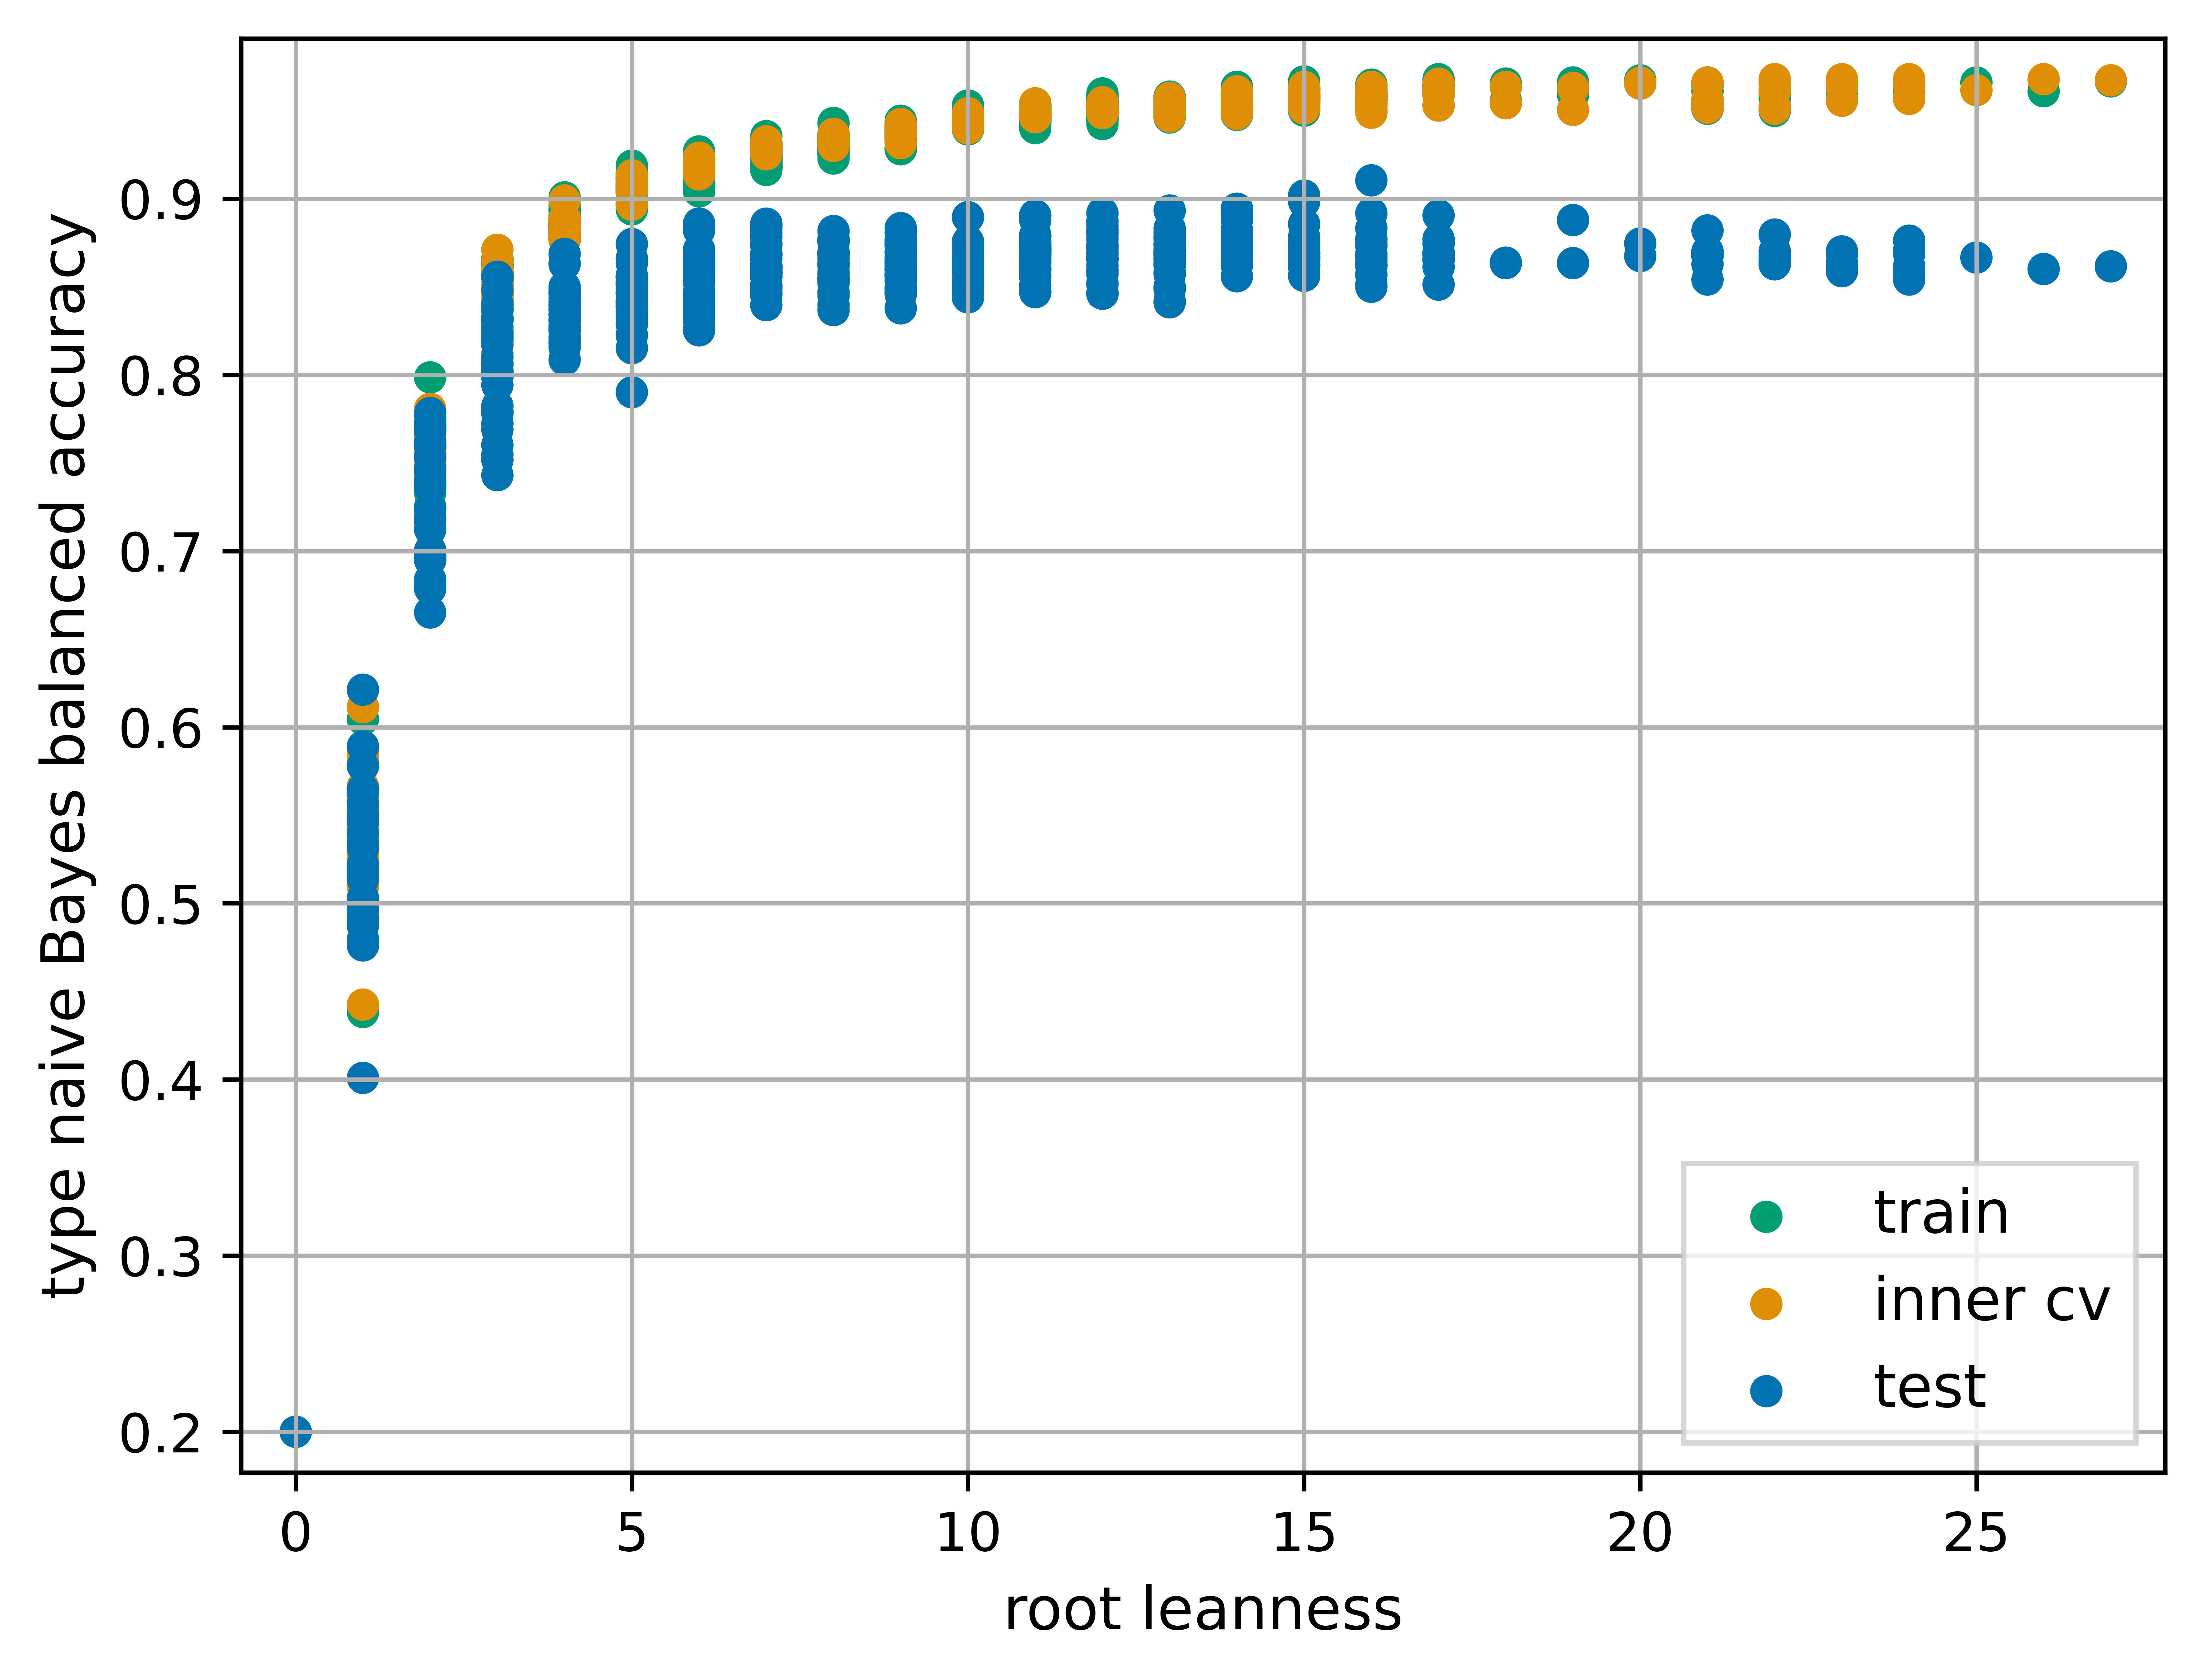 type naive Bayes balanced accuracy
0.9
0.8
0.7
0.6
0.5
0.4
0.3
0.2
train
inner cv
test
0 5 10 15 20 25
root leanness